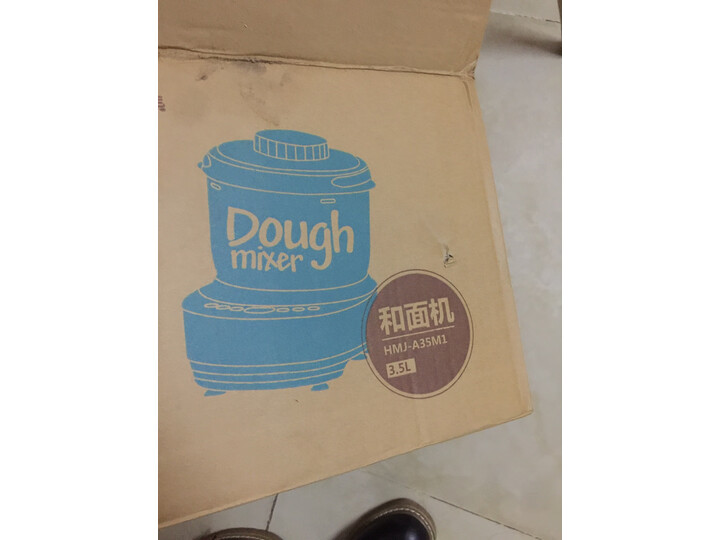 Dough
mixer
和面机
HMJ-A35M1
3.5L